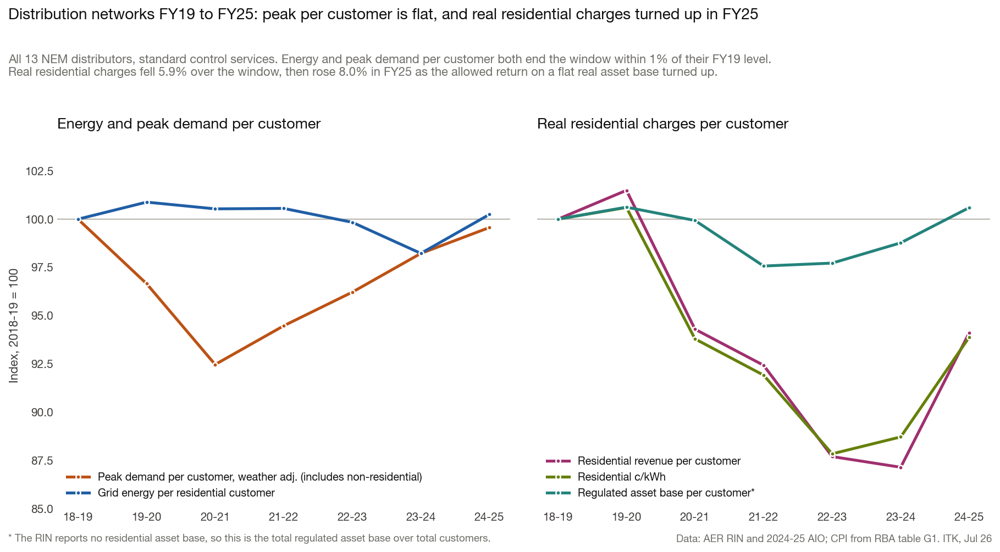 Distribution networks FY19 to FY25: peak per customer is flat, and real residential charges turned up in FY25
All 13 NEM distributors, standard control services. Energy and peak demand per customer both end the window within 1% of their FY19 level.
Real residential charges fell 5.9% over the window, then rose 8.0% in FY25 as the allowed return on a flat real asset base turned up.
Energy and peak demand per customer
Index, 2018-19 = 100
102.5
100.0
97.5
95.0
92.5
90.0
87.5
85.0
Peak demand per customer, weather adj. (includes non-residential)
Grid energy per residential customer
18-19 19-20 20-21 21-22 22-23 23-24 24-25
Real residential charges per customer
Residential revenue per customer
Residential c/kWh
Regulated asset base per customer*
18-19 19-20 20-21 21-22 22-23 23-24 24-25
* The RIN reports no residential asset base, so this is the total regulated asset base over total customers.
Data: AER RIN and 2024-25 AIO; CPI from RBA table G1. ITK, Jul 26